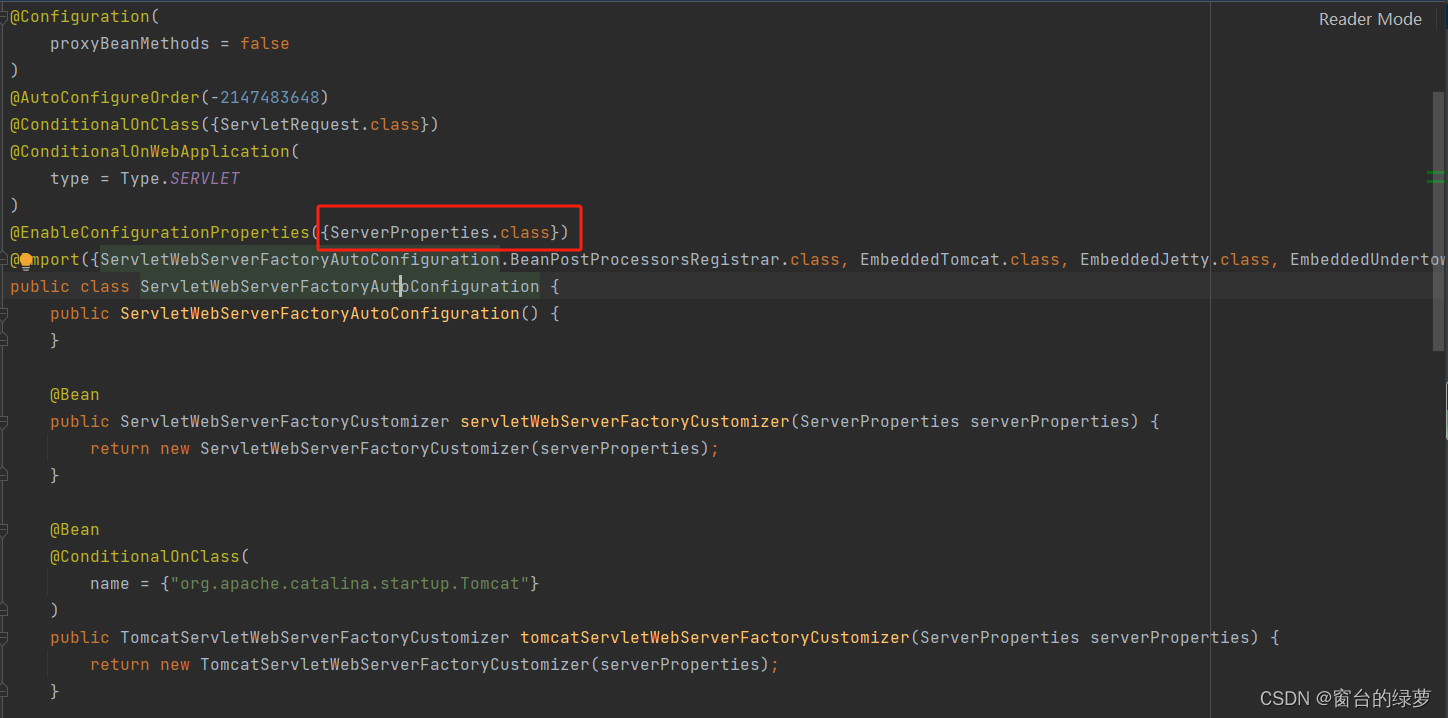 @Configuration(
Reader Mode
    proxyBeanMethods = false
)
@AutoConfigureOrder(-2147483648)
@ConditionalOnClass({ServletRequest.class})
@ConditionalOnWebApplication(
    type = Type.SERVLET
)
@EnableConfigurationProperties({ServerProperties.class})
@Import({ServletWebServerFactoryAutoConfiguration.BeanPostProcessorsRegistrar.class, EmbeddedTomcat.class, EmbeddedJetty.class, EmbeddedUnderto
public class ServletWebServerFactoryAutoConfiguration {
    public ServletWebServerFactoryAutoConfiguration() {
    }
    @Bean
    public ServletWebServerFactoryCustomizer servletWebServerFactoryCustomizer(ServerProperties serverProperties) {
        return new ServletWebServerFactoryCustomizer(serverProperties);
    }
    @Bean
    @ConditionalOnClass(
        name = {"org.apache.catalina.startup.Tomcat"}
    )
    public TomcatServletWebServerFactoryCustomizer tomcatServletWebServerFactoryCustomizer(ServerProperties serverProperties) {
        return new TomcatServletWebServerFactoryCustomizer(serverProperties);
    }
CSDN @窗台的绿萝